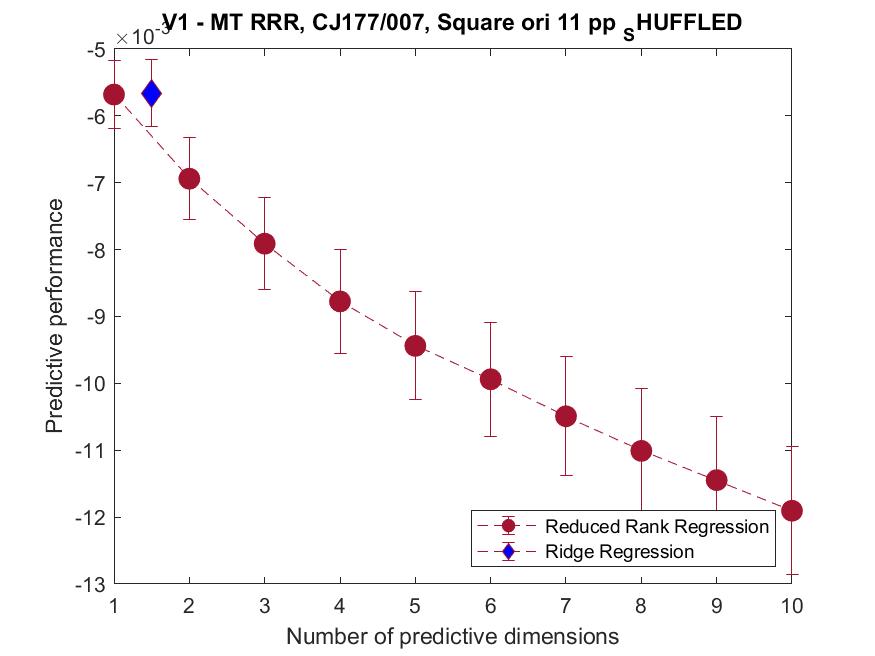 V1 - MT RRR, CJ177/007, Square ori 11 pp SHUFFLED
×10-3
-5
-6
-7
-8
-9
-10
-11
-12
-13
Predictive performance
Reduced Rank Regression
Ridge Regression
1 2 3 4 5 6 7 8 9 10
Number of predictive dimensions